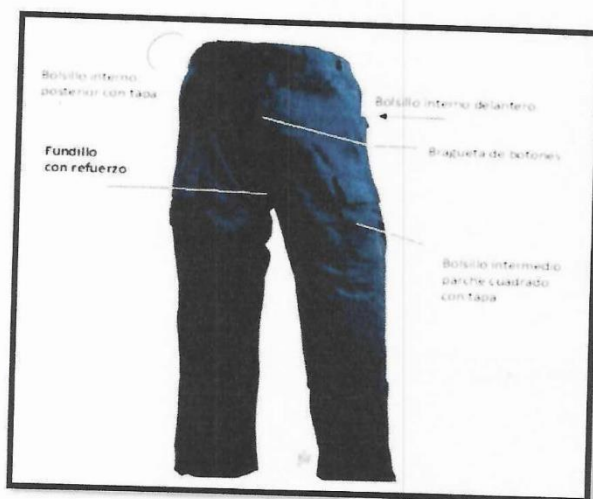 Bolsillo interno
posterior con tapa
Bolsillo interno delantero
Bragueta de botones
Fundillo
con refuerzo
Bolsillo intermedio
parche cuadrado
con tapa